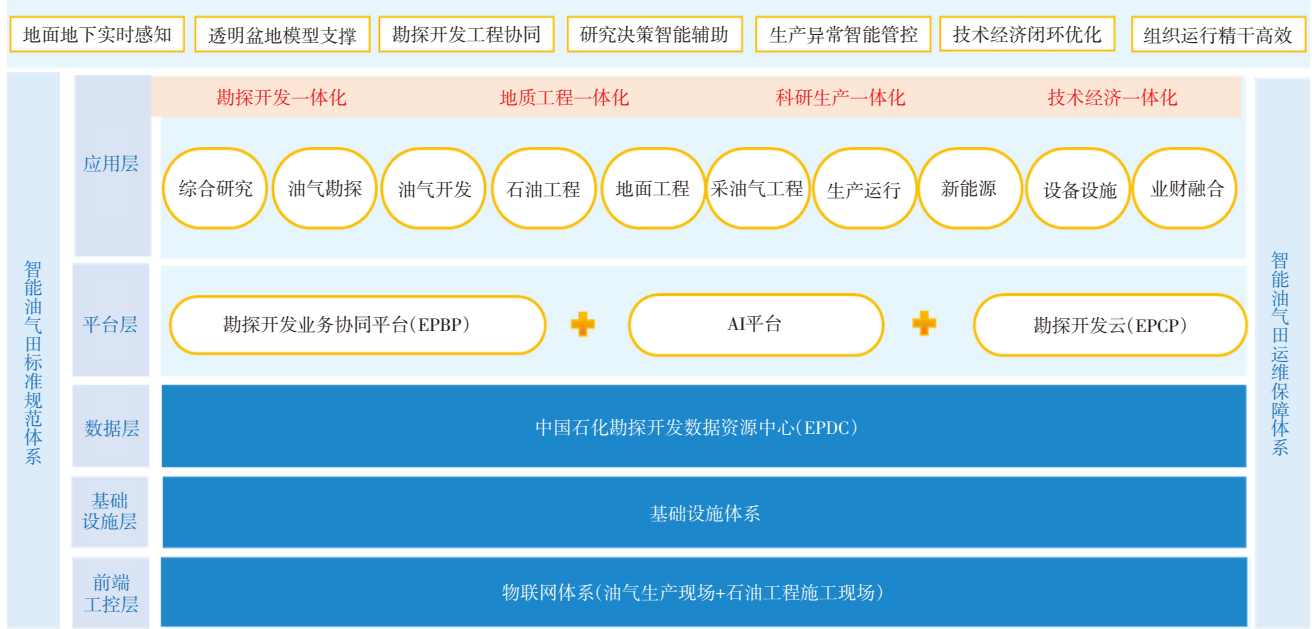 地面地下实时感知
透明盆地模型支撑
勘探开发工程协同
研究决策智能辅助
生产异常智能管控
技术经济闭环优化
组织运行精干高效
智能油气田标准规范体系
应用层
勘探开发一体化
地质工程一体化
科研生产一体化
技术经济一体化
综合研究
油气勘探
油气开发
石油工程
地面工程
采油气工程
生产运行
新能源
设备设施
业财融合
平台层
勘探开发业务协同平台(EPBP)
AI平台
勘探开发云(EPCP)
数据层
中国石化勘探开发数据资源中心(EPDC)
基础
设施层
基础设施体系
前端
工控层
物联网体系(油气生产现场+石油工程施工现场)
智能油气田运维保障体系